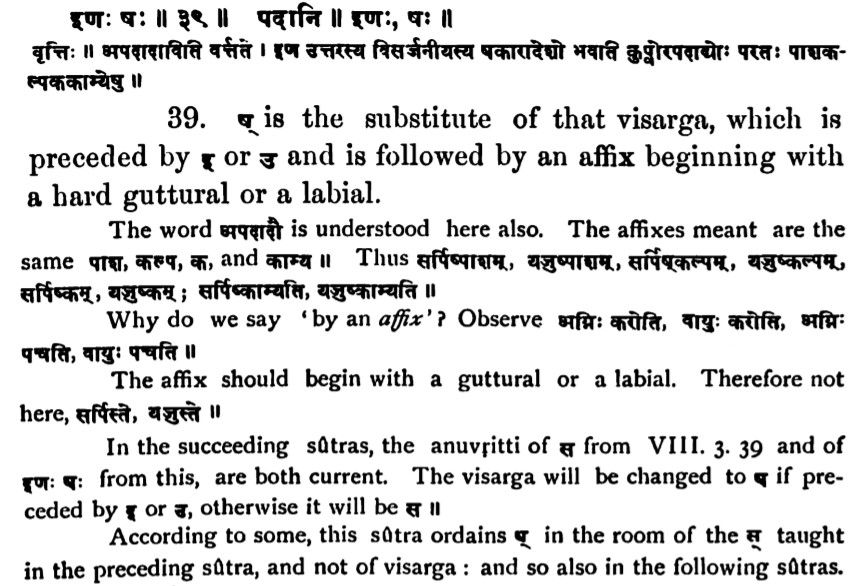 इणः षः ॥ ३९ ॥ पदानि ॥ इणः, षः ॥
वृत्तिः ॥ अपदादाविति वर्त्तते । इण उत्तरस्य विसर्जनीयस्य षकारादेशो भवति कुप्वोरपदाद्योः परतः पाशक-
ल्पककाम्येषु ॥
39. ष् is the substitute of that visarga, which is
preceded by इ or उ and is followed by an affix beginning with
a hard guttural or a labial.
The word अपदादौ is understood here also. The affixes meant are the
same पाश, कल्प, क, and काम्य ॥ Thus सर्पिष्पाशम्, यजुष्पाशम्, सर्पिष्कल्पम्, यजुष्कल्पम्,
सर्पिष्कम्, यजुष्कम्; सर्पिष्काम्यति, यजुष्काम्यति ॥
Why do we say 'by an affix'? Observe अग्निः करोति, वायुः करोति, अग्निः
पचति, वायुः पचति ॥
The affix should begin with a guttural or a labial. Therefore not
here, सर्पिस्ते, यजुस्ते ॥
In the succeeding sûtras, the anuvṛitti of स from VIII. 3. 39 and of
इणः षः from this, are both current. The visarga will be changed to ष if pre-
ceded by इ or उ, otherwise it will be स ॥
According to some, this sûtra ordains ष् in the room of the स् taught
in the preceding sûtra, and not of visarga : and so also in the following sûtras.